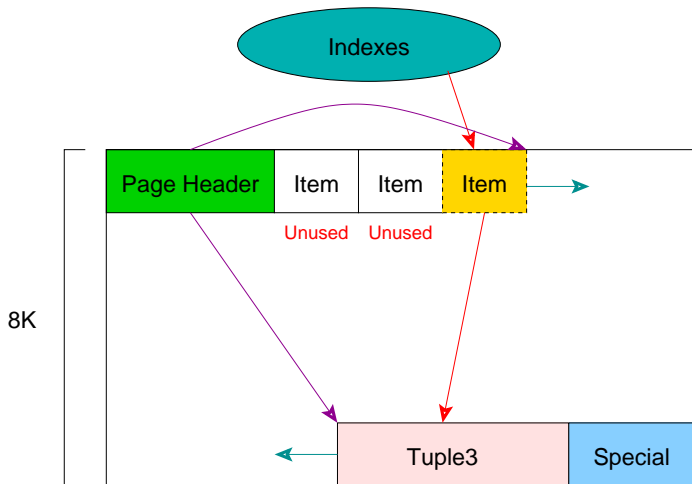 Indexes
Page Header Item Item Item
Unused Unused
8K
Tuple3 Special